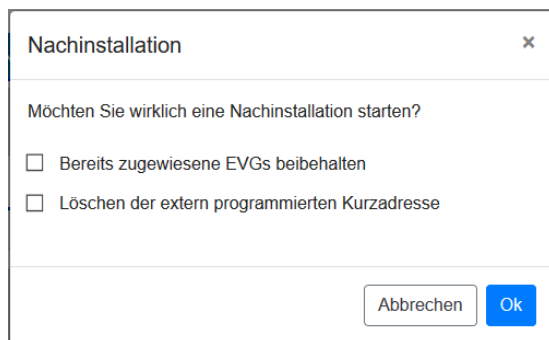 Nachinstallation ×
Möchten Sie wirklich eine Nachinstallation starten?
Bereits zugewiesene EVGs beibehalten
Löschen der extern programmierten Kurzadresse
Abbrechen Ok